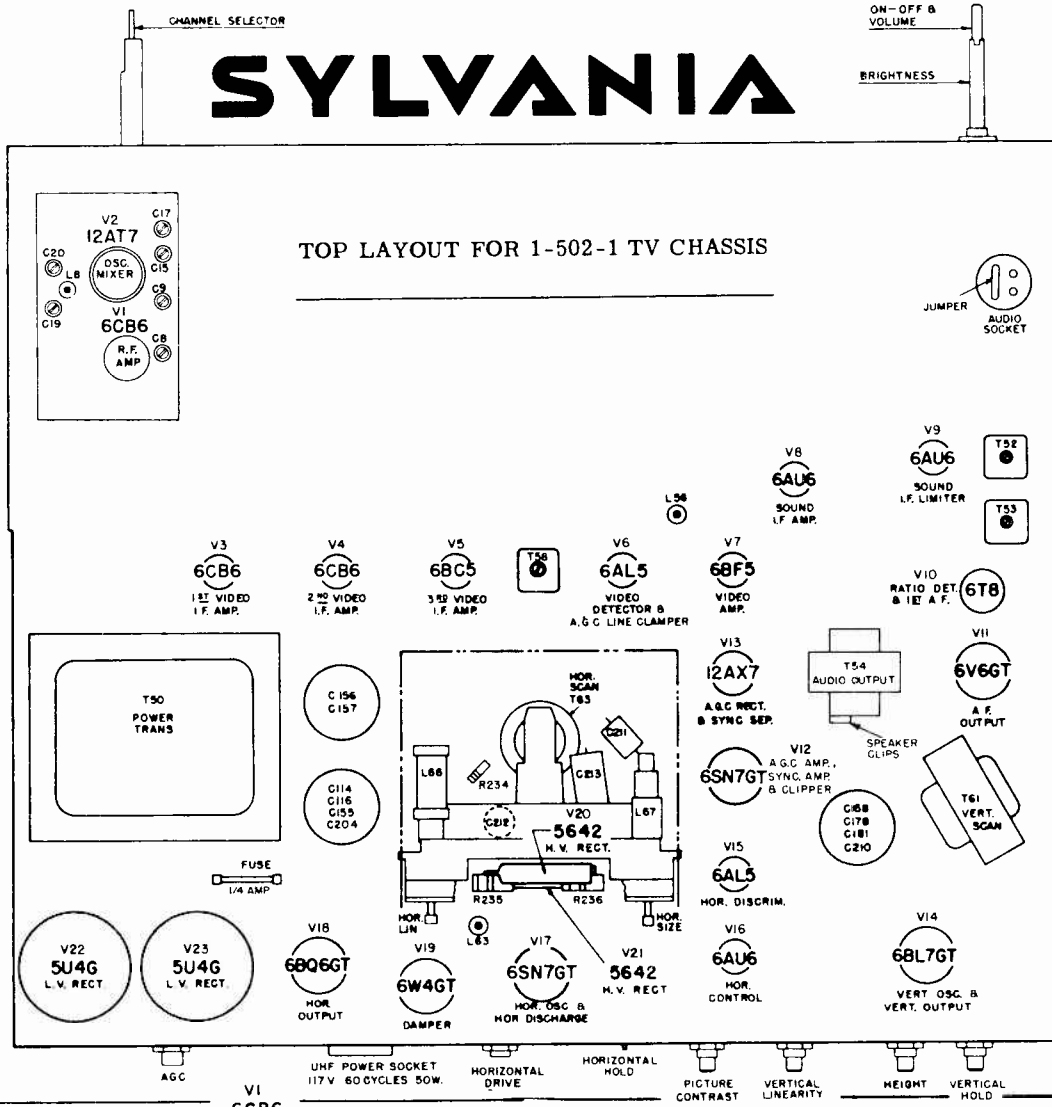 CHANNEL SELECTOR
ON-OFF &
VOLUME
SYLVANIA
BRIGHTNESS
TOP LAYOUT FOR 1-502-1 TV CHASSIS
V2
12AT7
OSC.
MIXER
C17
C15
C20
L8
C9
C19
V1
6CB6
R.F.
AMP
C8
JUMPER
AUDIO
SOCKET
V9
6AU6
SOUND
I.F. LIMITER
T52
V8
6AU6
SOUND
I.F. AMP.
T53
L56
V3
6CB6
1ST VIDEO
I.F. AMP.
V4
6CB6
2ND VIDEO
I.F. AMP.
V5
6BC5
3RD VIDEO
I.F. AMP.
T58
V6
6AL5
VIDEO
DETECTOR &
A.G.C LINE CLAMPER
V7
6BF5
VIDEO
AMP.
V10
RATIO DET.
& 1ST A.F.
6T8
T50
POWER
TRANS
C156
C157
HOR.
SCAN
T63
C211
V13
12AX7
A.G.C RECT.
& SYNC SEP.
T54
AUDIO OUTPUT
SPEAKER
CLIPS
V11
6V6GT
A.F.
OUTPUT
C114
C116
C155
C204
L66
R234
C213
C212
L67
V20
5642
H.V. RECT.
6SN7GT
V12
A.G.C AMP.,
SYNC. AMP.
& CLIPPER
C168
C178
C181
C210
T61
VERT.
SCAN
FUSE
1/4 AMP
R235
R236
HOR.
LIN
L63
HOR.
SIZE
V15
6AL5
HOR. DISCRIM.
V22
5U4G
L.V. RECT.
V23
5U4G
L.V. RECT.
V18
6BQ6GT
HOR.
OUTPUT
V19
6W4GT
DAMPER
V17
6SN7GT
HOR. OSC &
HOR DISCHARGE
V21
5642
H.V. RECT
V16
6AU6
HOR.
CONTROL
V14
6BL7GT
VERT OSC. &
VERT. OUTPUT
AGC
UHF POWER SOCKET
117V 60 CYCLES 50W.
HORIZONTAL
DRIVE
HORIZONTAL
HOLD
PICTURE
CONTRAST
VERTICAL
LINEARITY
HEIGHT
VERTICAL
HOLD
V1
6CB6